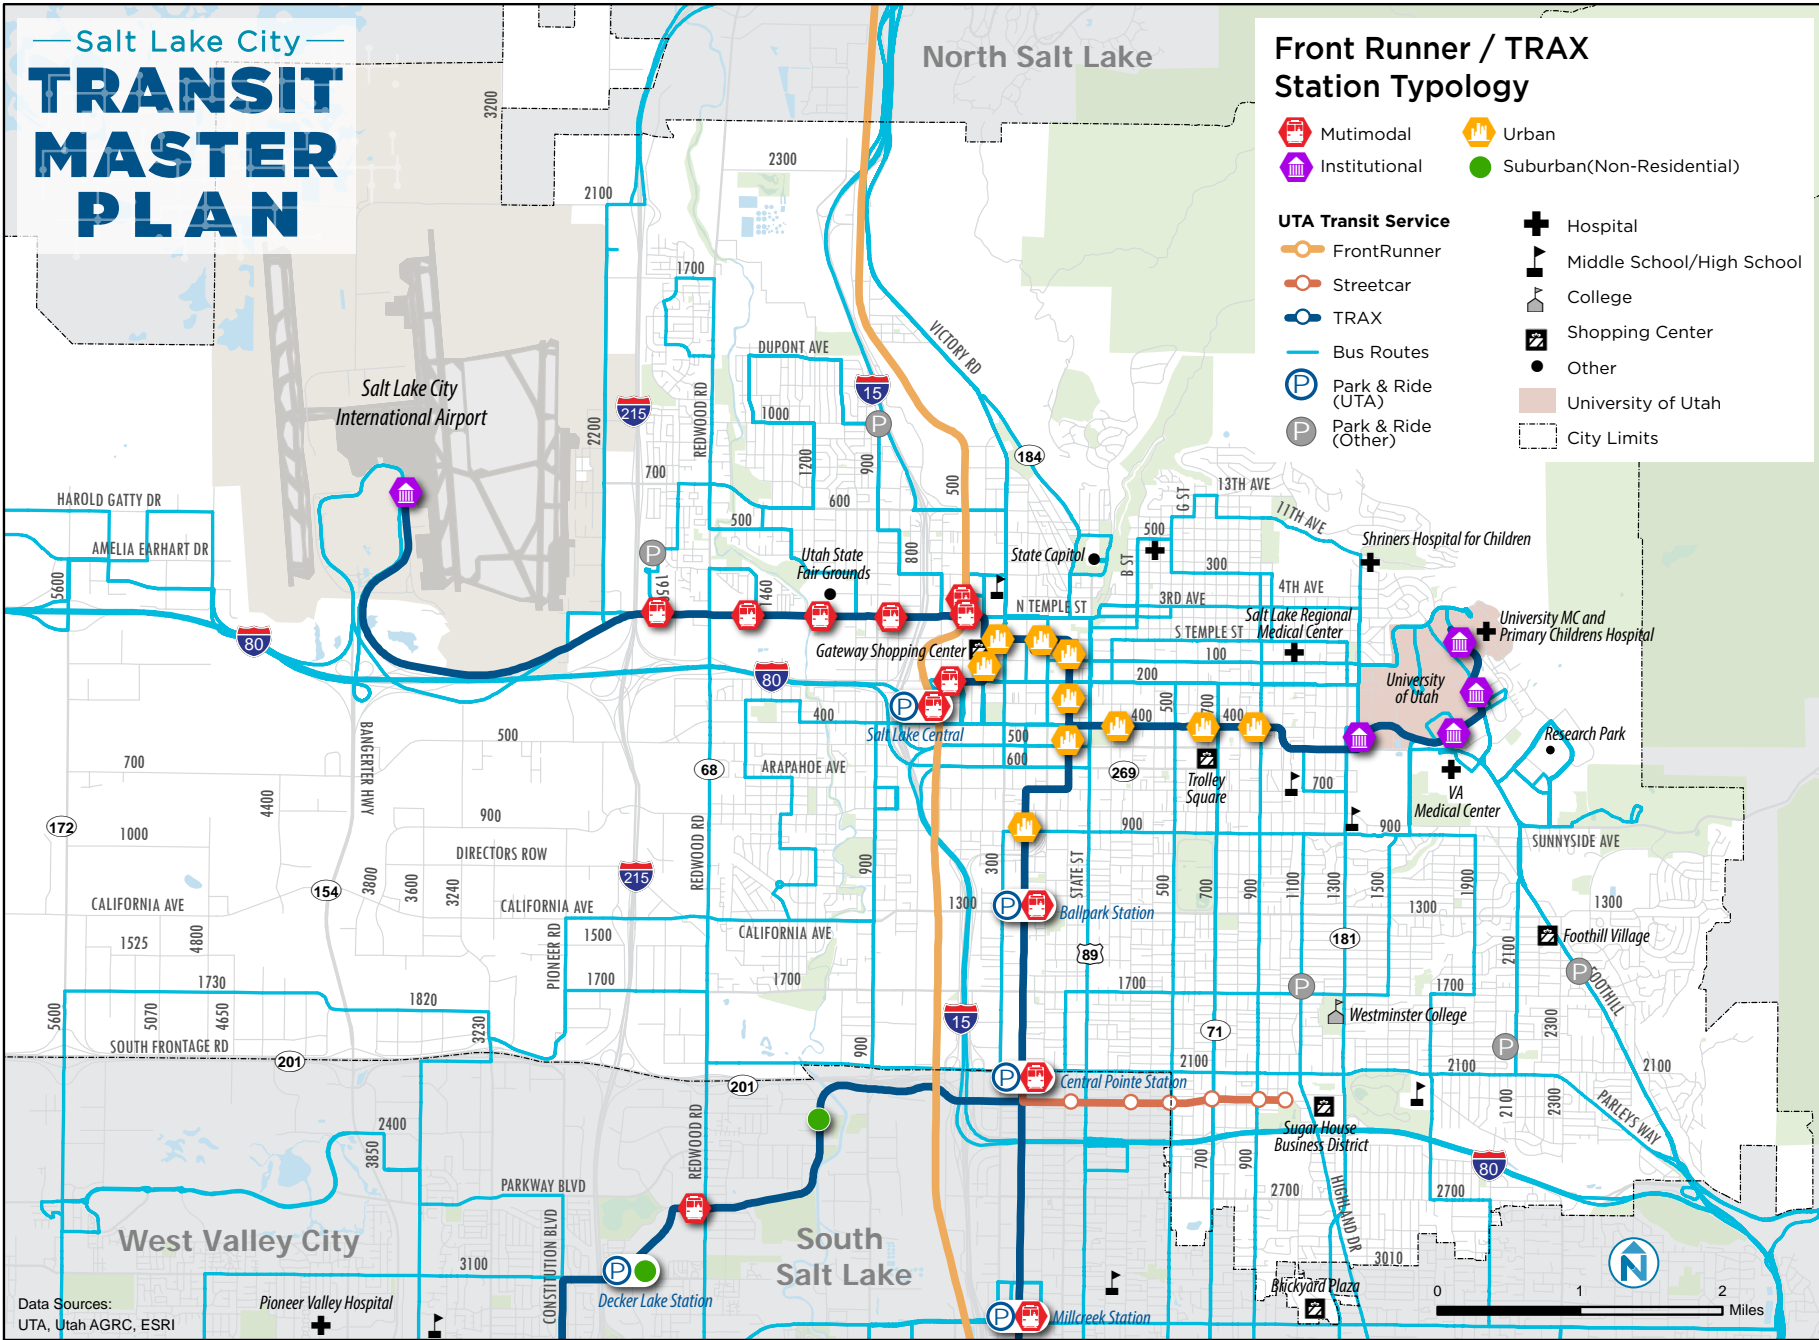 Salt Lake City
TRANSIT
MASTER
PLAN
North Salt Lake
Front Runner / TRAX
Station Typology
Mutimodal
Urban
Institutional
Suburban(Non-Residential)
UTA Transit Service
FrontRunner
Streetcar
TRAX
Bus Routes
P
Park & Ride
(UTA)
P
Park & Ride
(Other)
Hospital
Middle School/High School
College
Shopping Center
Other
University of Utah
City Limits
3200
2300
2100
1700
VICTORY RD
DUPONT AVE
Salt Lake City
International Airport
15
215
REDWOOD RD
1000
P
2200
184
700
1200
900
500
13TH AVE
G ST
HAROLD GATTY DR
600
11TH AVE
500
500
AMELIA EARHART DR
P
Utah State
Fair Grounds
800
State Capitol
B ST
Shriners Hospital for Children
300
5600
1460
4TH AVE
3RD AVE
N TEMPLE ST
Salt Lake Regional
Medical Center
University MC and
Primary Childrens Hospital
80
S TEMPLE ST
Gateway Shopping Center
100
80
200
University
of Utah
P
400
500
700
400
400
Salt Lake Central
BANGERTER HWY
500
500
Research Park
700
68
ARAPAHOE AVE
600
269
Trolley
Square
700
VA
Medical Center
4400
172
1000
900
REDWOOD RD
900
900
SUNNYSIDE AVE
DIRECTORS ROW
154
3800
3600
3240
215
900
300
STATE ST
500
700
900
1100
1300
1500
1900
CALIFORNIA AVE
CALIFORNIA AVE
1300
P
Ballpark Station
1300
1300
1525
4800
PIONEER RD
1500
CALIFORNIA AVE
89
181
2100
Foothill Village
1730
1700
1700
1700
P
1700
P
FOOTHILL
5600
5070
4650
1820
15
71
Westminster College
2300
3230
SOUTH FRONTAGE RD
900
2100
P
2100
2100
201
201
P
Central Pointe Station
2400
3850
REDWOOD RD
Sugar House
Business District
2100
2300
PARLEYS WAY
700
900
80
PARKWAY BLVD
2700
2700
West Valley City
CONSTITUTION BLVD
South
Salt Lake
HIGHLAND DR
3010
3100
P
Decker Lake Station
Pioneer Valley Hospital
P
Millcreek Station
Brickyard Plaza
N
0
1
2
Miles
Data Sources:
UTA, Utah AGRC, ESRI